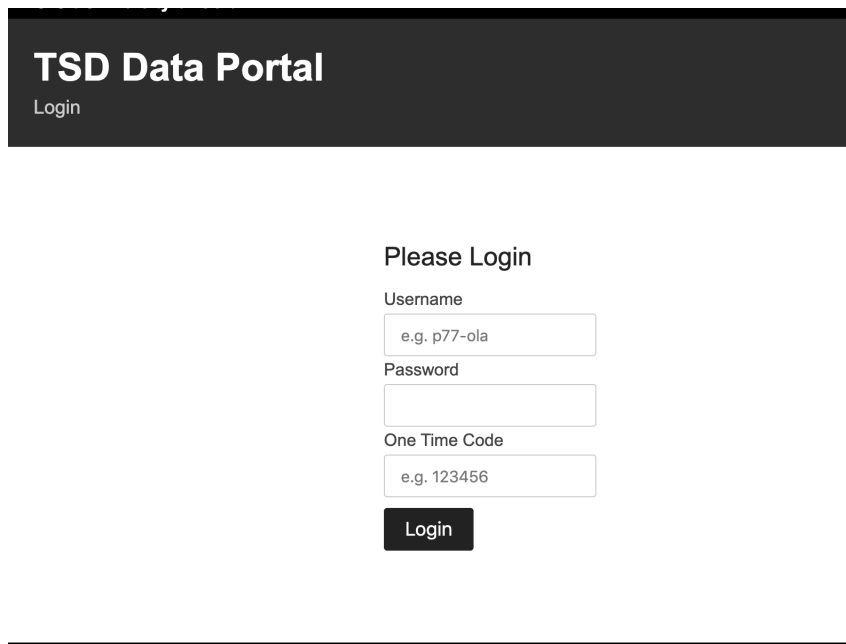 TSD Data Portal
Login
Please Login
Username
e.g. p77-ola
Password
One Time Code
e.g. 123456
Login